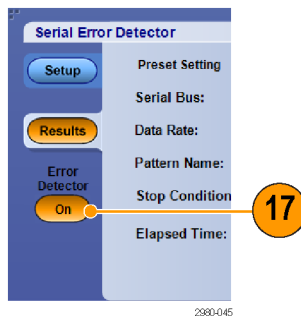 Serial Error Detector
Setup
Preset Setting
Serial Bus:
Results
Data Rate:
Pattern Name:
Error
Detector
On
Stop Condition
Elapsed Time:
17
2980-045